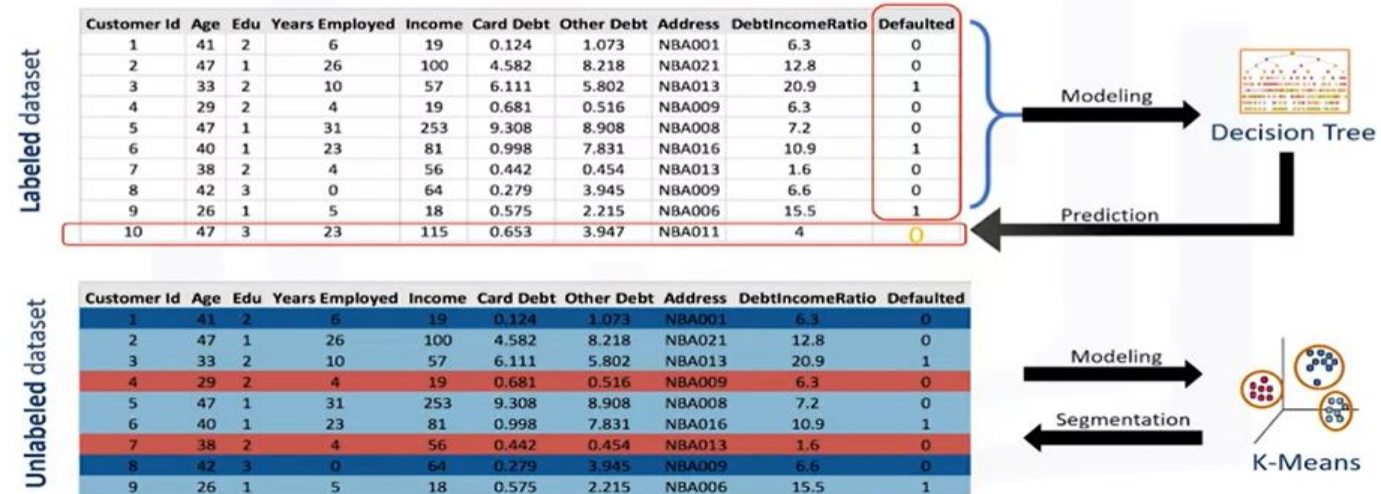 Labeled dataset
Customer Id Age Edu Years Employed Income Card Debt Other Debt Address DebtIncomeRatio Defaulted
1 41 2 6 19 0.124 1.073 NBA001 6.3 0
2 47 1 26 100 4.582 8.218 NBA021 12.8 0
3 33 2 10 57 6.111 5.802 NBA013 20.9 1
4 29 2 4 19 0.681 0.516 NBA009 6.3 0
5 47 1 31 253 9.308 8.908 NBA008 7.2 0
6 40 1 23 81 0.998 7.831 NBA016 10.9 1
7 38 2 4 56 0.442 0.454 NBA013 1.6 0
8 42 3 0 64 0.279 3.945 NBA009 6.6 0
9 26 1 5 18 0.575 2.215 NBA006 15.5 1
10 47 3 23 115 0.653 3.947 NBA011 4 0
Modeling
Decision Tree
Prediction
Unlabeled dataset
Customer Id Age Edu Years Employed Income Card Debt Other Debt Address DebtIncomeRatio Defaulted
1 41 2 6 19 0.124 1.073 NBA001 6.3 0
2 47 1 26 100 4.582 8.218 NBA021 12.8 0
3 33 2 10 57 6.111 5.802 NBA013 20.9 1
4 29 2 4 19 0.681 0.516 NBA009 6.3 0
5 47 1 31 253 9.308 8.908 NBA008 7.2 0
6 40 1 23 81 0.998 7.831 NBA016 10.9 1
7 38 2 4 56 0.442 0.454 NBA013 1.6 0
8 42 3 0 64 0.279 3.945 NBA009 6.6 0
9 26 1 5 18 0.575 2.215 NBA006 15.5 1
Modeling
Segmentation
K-Means